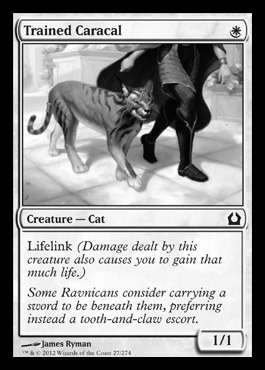 Trained Caracal
Creature — Cat
Lifelink (Damage dealt by this
creature also causes you to gain that
much life.)
Some Ravnicans consider carrying a
sword to be beneath them, preferring
instead a tooth-and-claw escort.
1/1
James Ryman
™ & © 2012 Wizards of the Coast 27/274